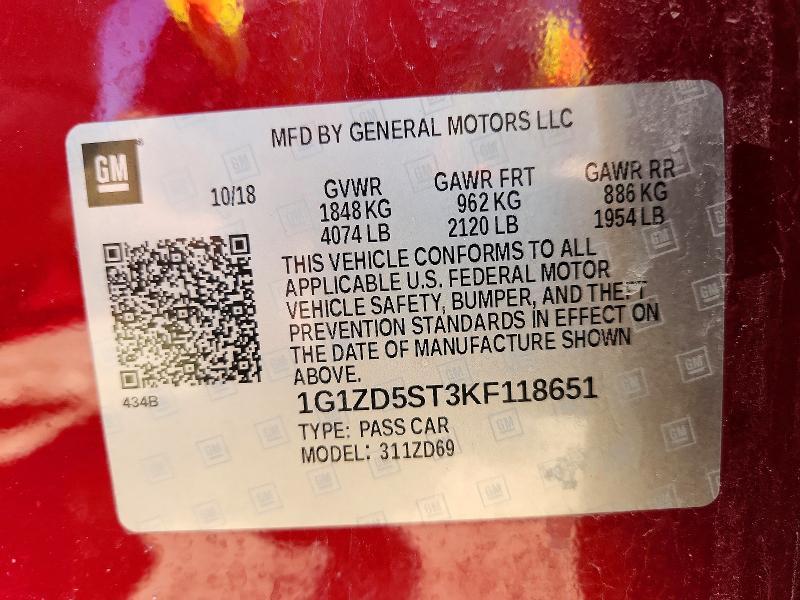 MFD BY GENERAL MOTORS LLC
GM
10/18
GVWR GAWR FRT GAWR RR
1848 KG 962 KG 886 KG
4074 LB 2120 LB 1954 LB
THIS VEHICLE CONFORMS TO ALL
APPLICABLE U.S. FEDERAL MOTOR
VEHICLE SAFETY, BUMPER, AND THEFT
PREVENTION STANDARDS IN EFFECT ON
THE DATE OF MANUFACTURE SHOWN
ABOVE.
434B
1G1ZD5ST3KF118651
TYPE: PASS CAR
MODEL: 311ZD69